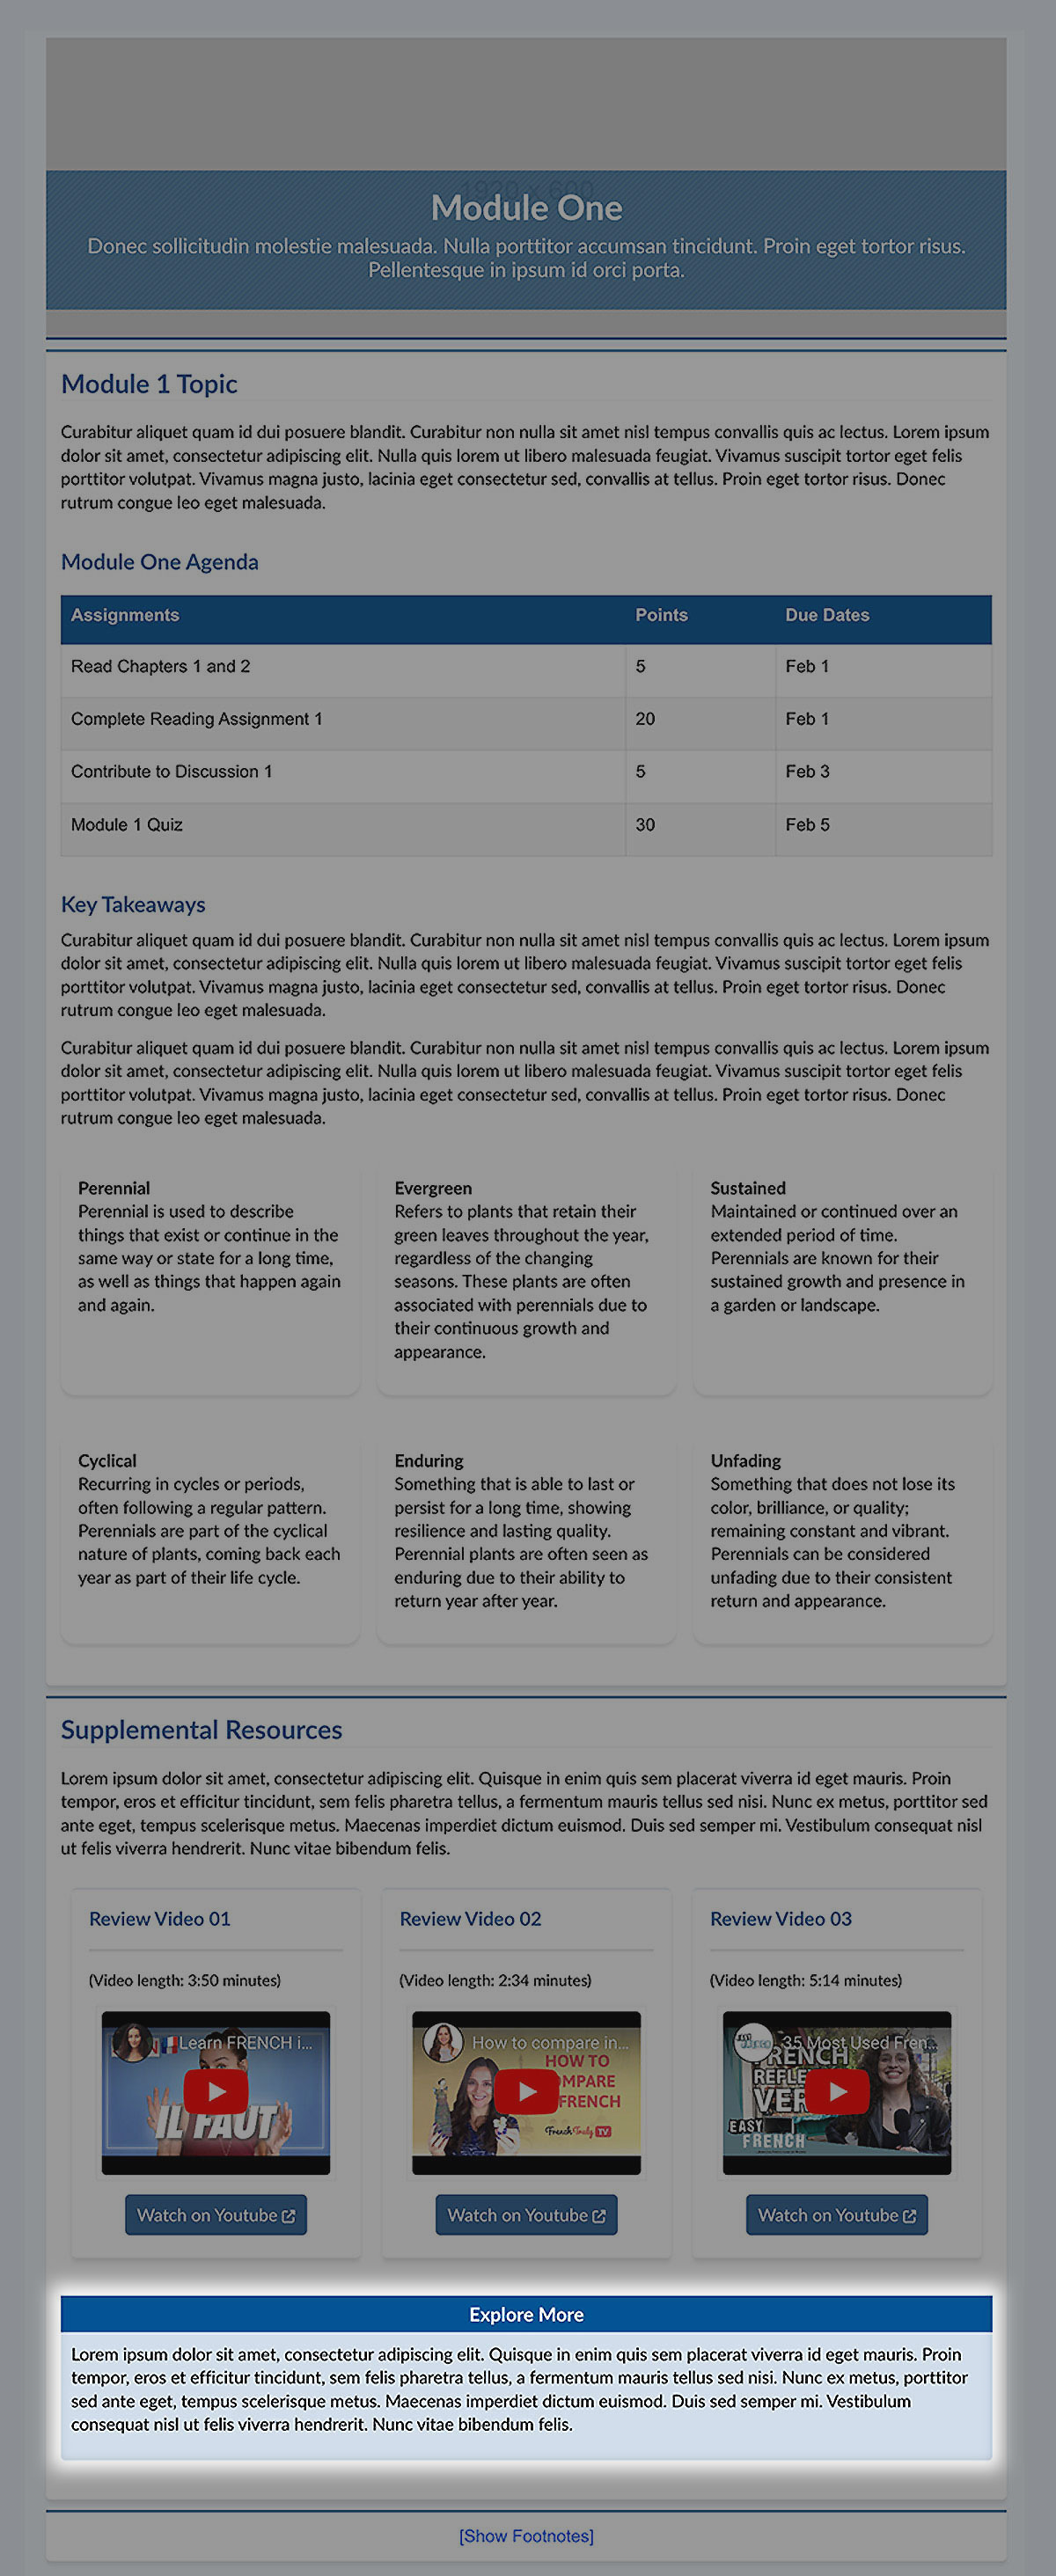 1920 x 600
Module One
Donec sollicitudin molestie malesuada. Nulla porttitor accumsan tincidunt. Proin eget tortor risus.
Pellentesque in ipsum id orci porta.
Module 1 Topic
Curabitur aliquet quam id dui posuere blandit. Curabitur non nulla sit amet nisl tempus convallis quis ac lectus. Lorem ipsum
dolor sit amet, consectetur adipiscing elit. Nulla quis lorem ut libero malesuada feugiat. Vivamus suscipit tortor eget felis
porttitor volutpat. Vivamus magna justo, lacinia eget consectetur sed, convallis at tellus. Proin eget tortor risus. Donec
rutrum congue leo eget malesuada.
Module One Agenda
Assignments Points Due Dates
Read Chapters 1 and 2 5 Feb 1
Complete Reading Assignment 1 20 Feb 1
Contribute to Discussion 1 5 Feb 3
Module 1 Quiz 30 Feb 5
Key Takeaways
Curabitur aliquet quam id dui posuere blandit. Curabitur non nulla sit amet nisl tempus convallis quis ac lectus. Lorem ipsum
dolor sit amet, consectetur adipiscing elit. Nulla quis lorem ut libero malesuada feugiat. Vivamus suscipit tortor eget felis
porttitor volutpat. Vivamus magna justo, lacinia eget consectetur sed, convallis at tellus. Proin eget tortor risus. Donec
rutrum congue leo eget malesuada.
Curabitur aliquet quam id dui posuere blandit. Curabitur non nulla sit amet nisl tempus convallis quis ac lectus. Lorem ipsum
dolor sit amet, consectetur adipiscing elit. Nulla quis lorem ut libero malesuada feugiat. Vivamus suscipit tortor eget felis
porttitor volutpat. Vivamus magna justo, lacinia eget consectetur sed, convallis at tellus. Proin eget tortor risus. Donec
rutrum congue leo eget malesuada.
Perennial
Perennial is used to describe
things that exist or continue in the
same way or state for a long time,
as well as things that happen again
and again.
Evergreen
Refers to plants that retain their
green leaves throughout the year,
regardless of the changing
seasons. These plants are often
associated with perennials due to
their continuous growth and
appearance.
Sustained
Maintained or continued over an
extended period of time.
Perennials are known for their
sustained growth and presence in
a garden or landscape.
Cyclical
Recurring in cycles or periods,
often following a regular pattern.
Perennials are part of the cyclical
nature of plants, coming back each
year as part of their life cycle.
Enduring
Something that is able to last or
persist for a long time, showing
resilience and lasting quality.
Perennial plants are often seen as
enduring due to their ability to
return year after year.
Unfading
Something that does not lose its
color, brilliance, or quality;
remaining constant and vibrant.
Perennials can be considered
unfading due to their consistent
return and appearance.
Supplemental Resources
Lorem ipsum dolor sit amet, consectetur adipiscing elit. Quisque in enim quis sem placerat viverra id eget mauris. Proin
tempor, eros et efficitur tincidunt, sem felis pharetra tellus, a fermentum mauris tellus sed nisi. Nunc ex metus, porttitor sed
ante eget, tempus scelerisque metus. Maecenas imperdiet dictum euismod. Duis sed semper mi. Vestibulum consequat nisl
ut felis viverra hendrerit. Nunc vitae bibendum felis.
Review Video 01
(Video length: 3:50 minutes)
Learn FRENCH i...
IL FAUT
Watch on Youtube
Review Video 02
(Video length: 2:34 minutes)
How to compare in...
HOW TO
OMPARE
FRENCH
French Truly TV
Watch on Youtube
Review Video 03
(Video length: 5:14 minutes)
35 Most Used Fren...
RENCH
REFLE
VER
EASY
FRENCH
Watch on Youtube
Explore More
Lorem ipsum dolor sit amet, consectetur adipiscing elit. Quisque in enim quis sem placerat viverra id eget mauris. Proin
tempor, eros et efficitur tincidunt, sem felis pharetra tellus, a fermentum mauris tellus sed nisi. Nunc ex metus, porttitor
sed ante eget, tempus scelerisque metus. Maecenas imperdiet dictum euismod. Duis sed semper mi. Vestibulum
consequat nisl ut felis viverra hendrerit. Nunc vitae bibendum felis.
[Show Footnotes]